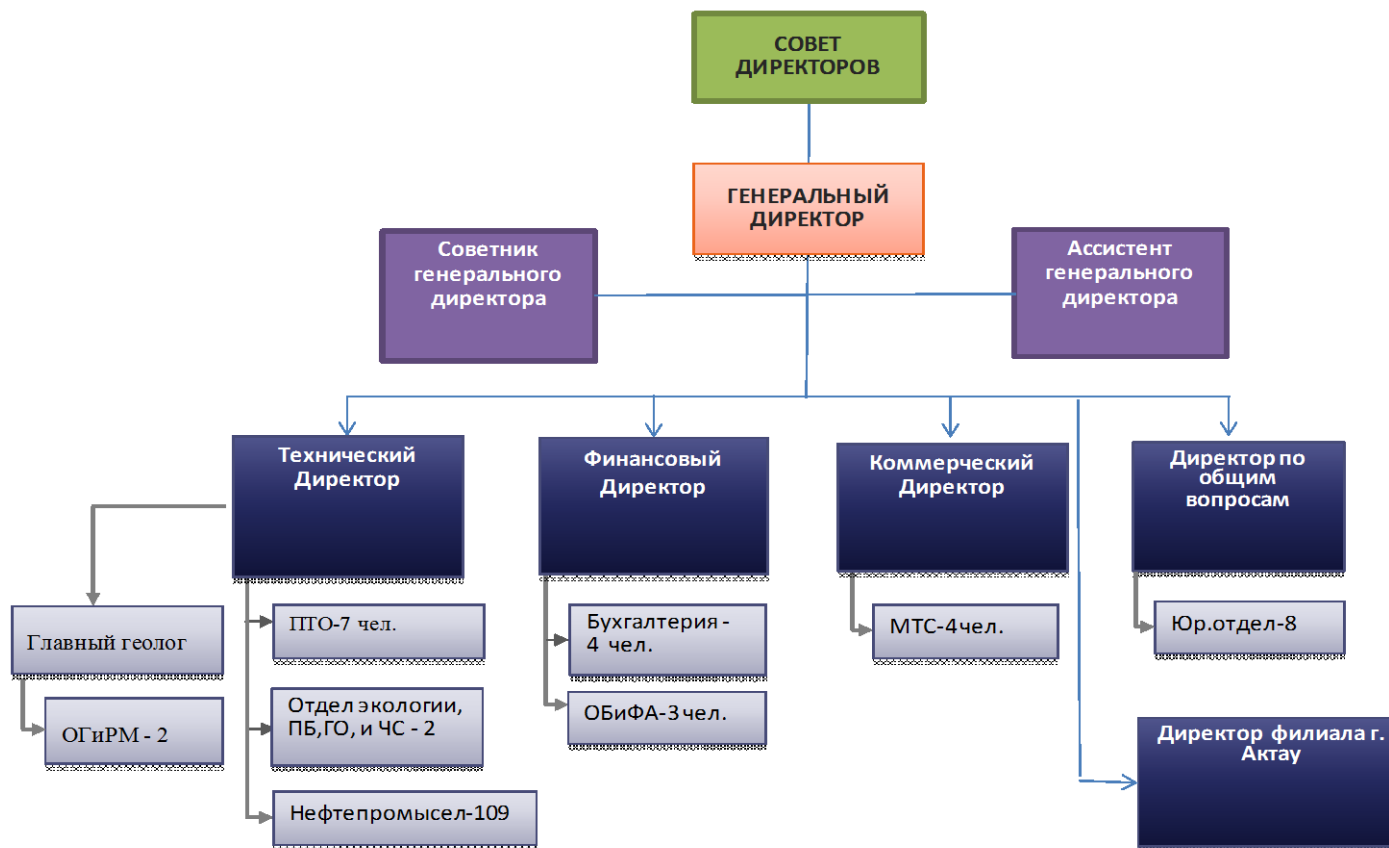 СОВЕТ
ДИРЕКТОРОВ
ГЕНЕРАЛЬНЫЙ
ДИРЕКТОР
Советник
генерального
директора
Ассистент
генерального
директора
Технический
Директор
Финансовый
Директор
Коммерческий
Директор
Директор по
общим
вопросам
Главный геолог
ОГиРМ - 2
ПТО-7 чел.
Отдел экологии,
ПБ,ГО, и ЧС - 2
Нефтепромысел-109
Бухгалтерия -
4 чел.
ОБиФА-3 чел.
МТС-4чел.
Юр.отдел-8
Директор филиала г.
Актау